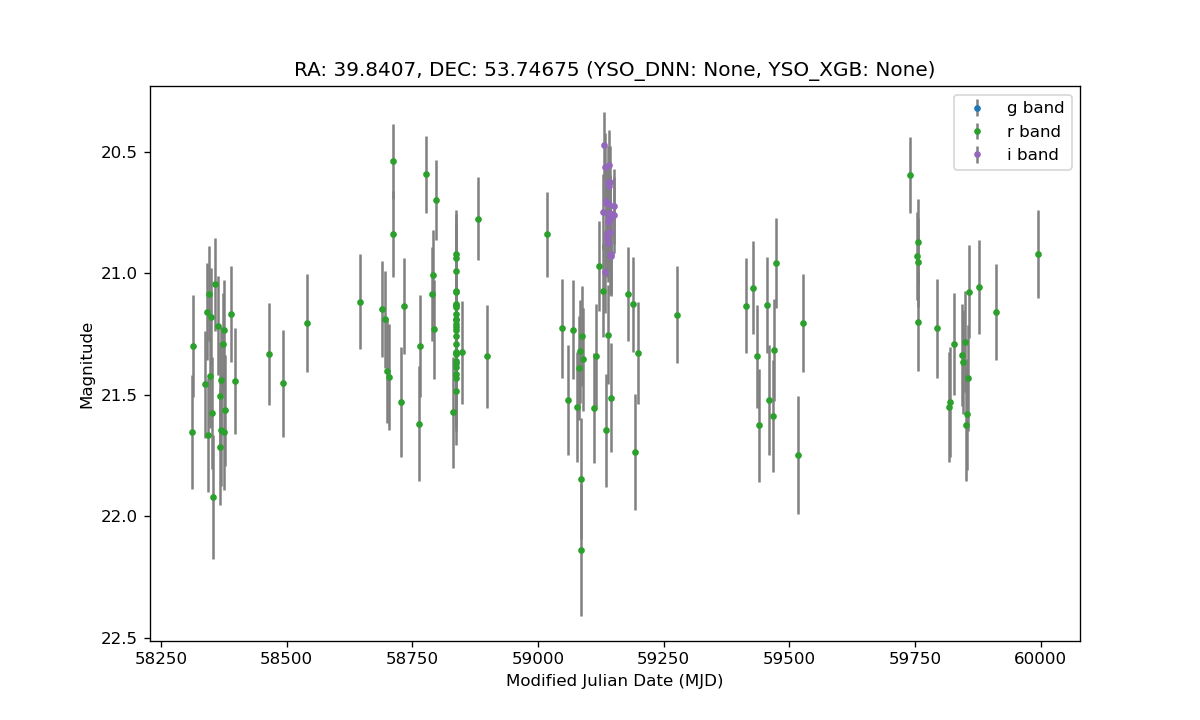 RA: 39.8407, DEC: 53.74675 (YSO_DNN: None, YSO_XGB: None)
g band
r band
i band
20.5
21.0
21.5
22.0
22.5
Magnitude
58250 58500 58750 59000 59250 59500 59750 60000
Modified Julian Date (MJD)